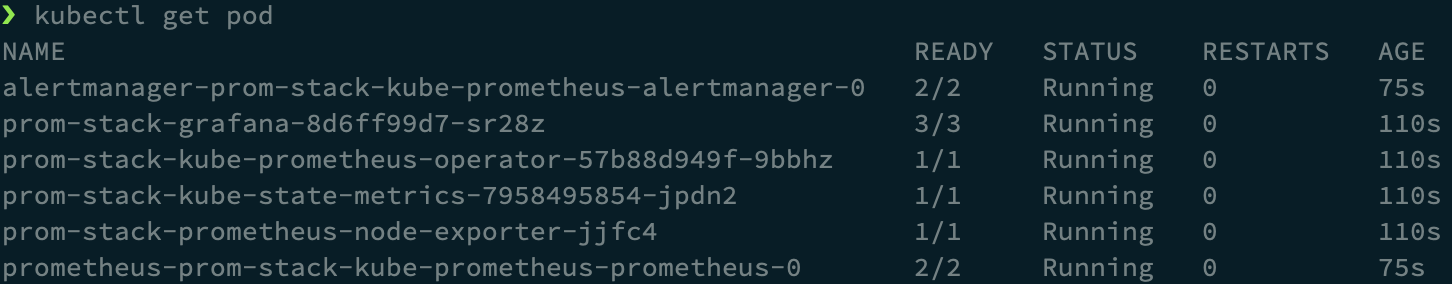 ❯ kubectl get pod
NAME READY STATUS RESTARTS AGE
alertmanager-prom-stack-kube-prometheus-alertmanager-0 2/2 Running 0 75s
prom-stack-grafana-8d6ff99d7-sr28z 3/3 Running 0 110s
prom-stack-kube-prometheus-operator-57b88d949f-9bbhz 1/1 Running 0 110s
prom-stack-kube-state-metrics-7958495854-jpdn2 1/1 Running 0 110s
prom-stack-prometheus-node-exporter-jjfc4 1/1 Running 0 110s
prometheus-prom-stack-kube-prometheus-prometheus-0 2/2 Running 0 75s